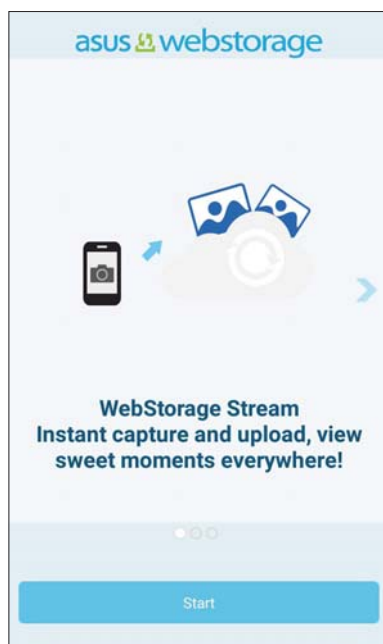 asus webstorage
WebStorage Stream
Instant capture and upload, view
sweet moments everywhere!
Start